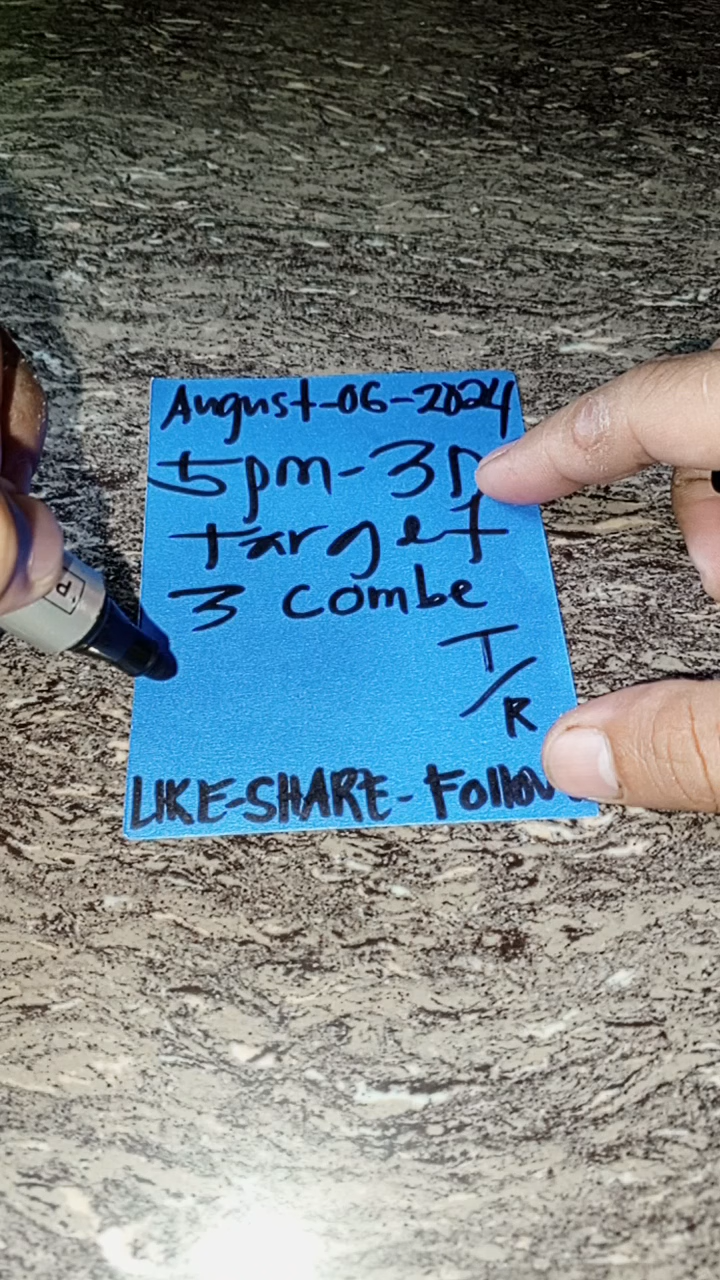 August-06-2024
5pm-3D
target
3 combe
T/R
LIKE-SHARE-Follow